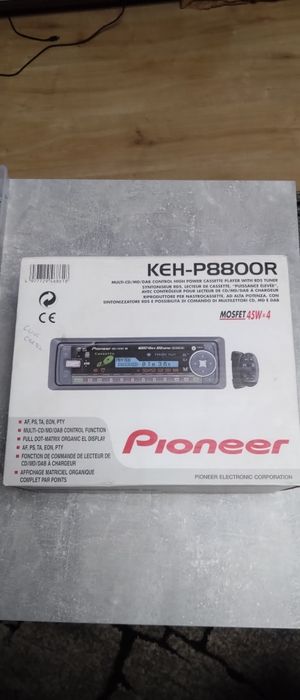 KEH-P8800R
MULTI-CD/MD/DAB CONTROL HIGH POWER CASSETTE PLAYER WITH RDS TUNER
SYNTONISEUR RDS, LECTEUR DE CASSETTE, "PUISSANCE ELEVEE",
AVEC CONTRÔLEUR POUR LECTEUR DE CD/MD/DAB A CHARGEUR
RIPRODUTTORE PER NASTROCASSETTE, AD ALTA POTENZA, CON
SINTONIZZATORE RDS E POSSIBILITÀ DI COMANDO DI MULTILETTORI CD, MD E DAB
MOSFET 45W×4
CE
Pioneer
• AF, PS, TA, EON, PTY
• MULTI-CD/MD/DAB CONTROL FUNCTION
• FULL DOT-MATRIX ORGANIC EL DISPLAY
• AF, PS, TA, EON, PTY
• FONCTION DE COMMANDE DE LECTEUR DE
CD/MD/DAB A CHARGEUR
• AFFICHAGE MATRICIEL ORGANIQUE
COMPLET PAR POINTS
Pioneer
PIONEER ELECTRONIC CORPORATION